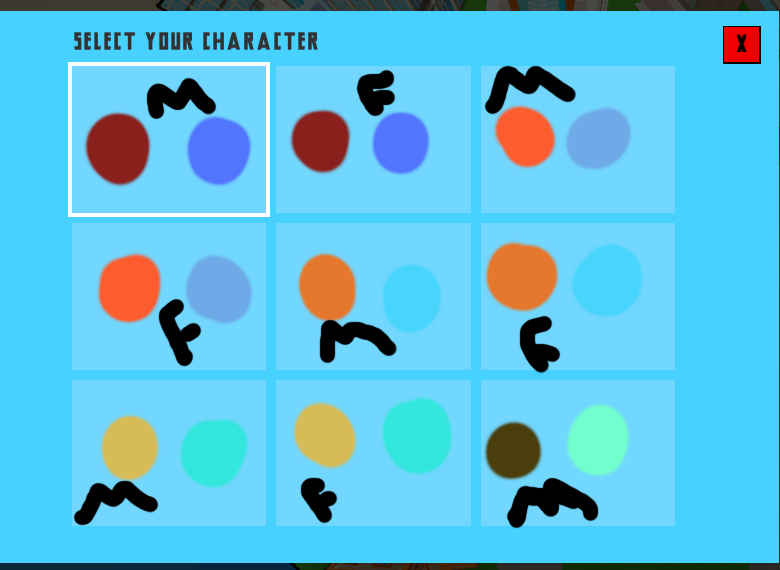 SELECT YOUR CHARACTER
X
M F M
F M F
M F M